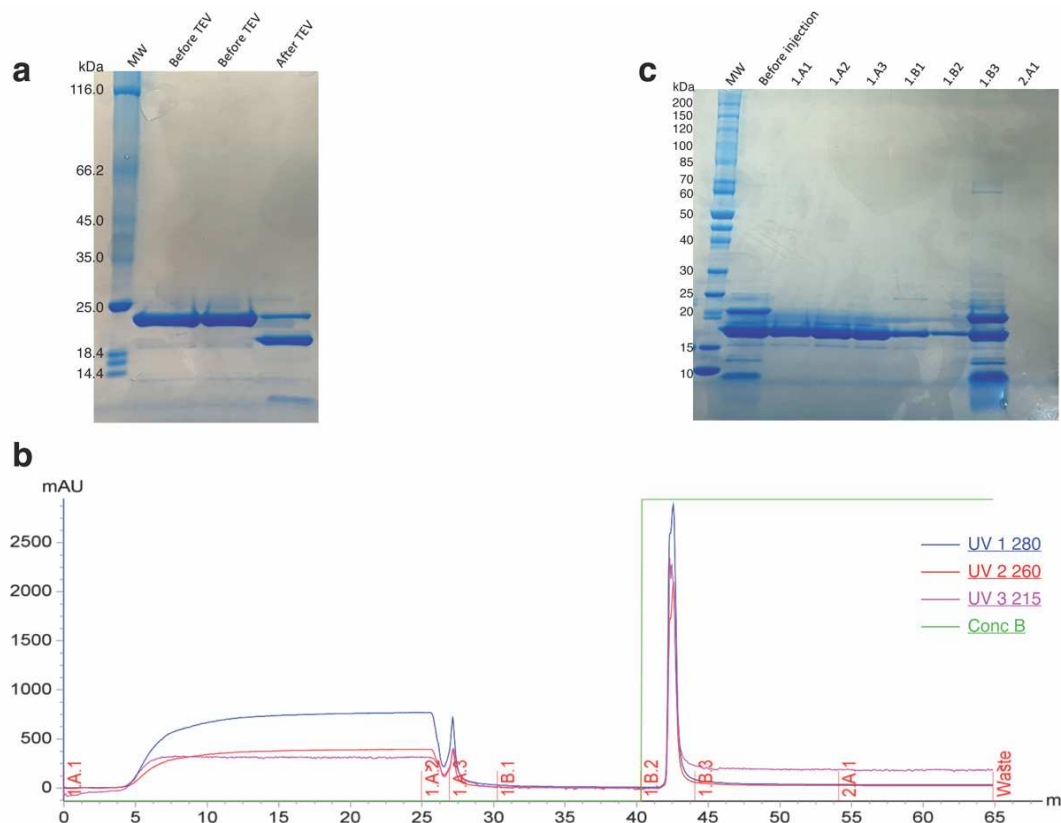 a
kDa
MW
Before TEV
Before TEV
After TEV
116.0
66.2
45.0
35.0
25.0
18.4
14.4
c
kDa
MW
Before injection
1.A1
1.A2
1.A3
1.B1
1.B2
1.B3
2.A1
200
150
120
100
85
70
60
50
40
30
25
20
15
10
b
mAU
2500
2000
1500
1000
500
0
UV 1 280
UV 2 260
UV 3 215
Conc B
1.A.2
1.A.3
1.B.1
1.B.2
1.B.3
2.A.1
Waste
0 5 10 15 20 25 30 35 40 45 50 55 60 65 m